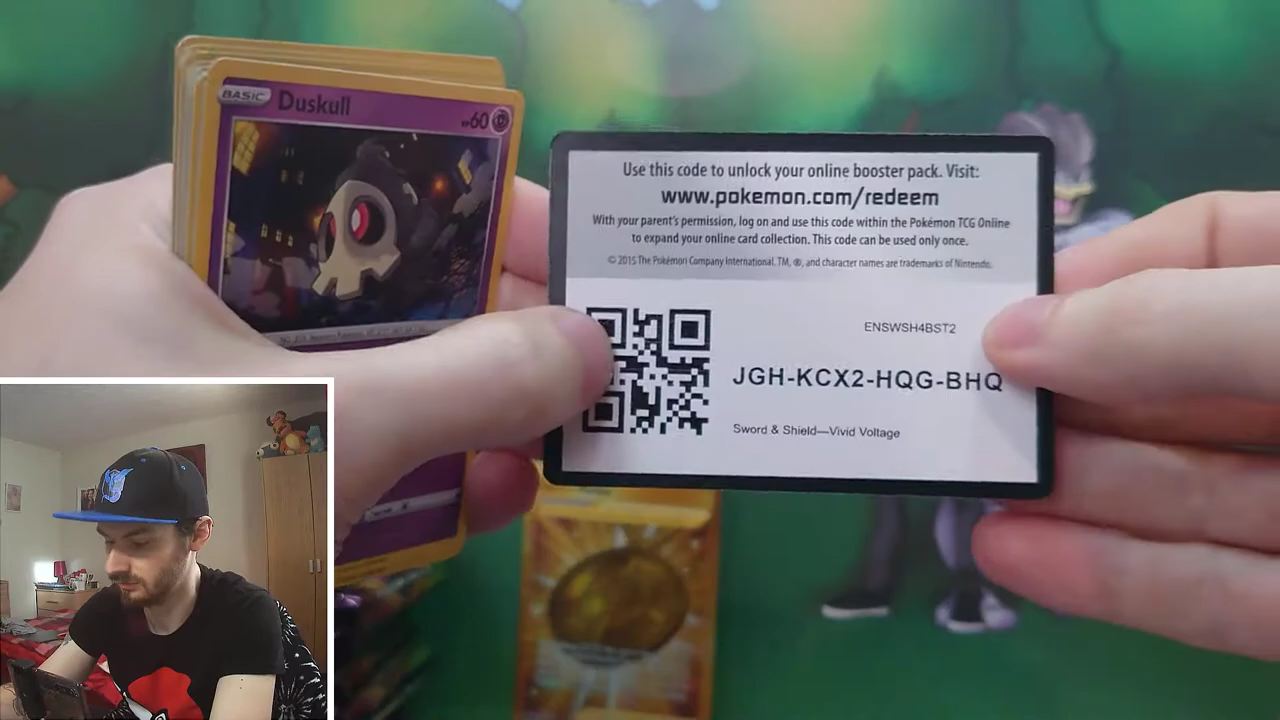 BASIC Duskull HP60
Use this code to unlock your online booster pack. Visit:
www.pokemon.com/redeem
With your parent's permission, log on and use this code within the Pokémon TCG Online
to expand your online card collection. This code can be used only once.
© 2015 The Pokémon Company International. TM, ®, and character names are trademarks of Nintendo.
ENSWSH4BST2
JGH-KCX2-HQG-BHQ
Sword & Shield—Vivid Voltage